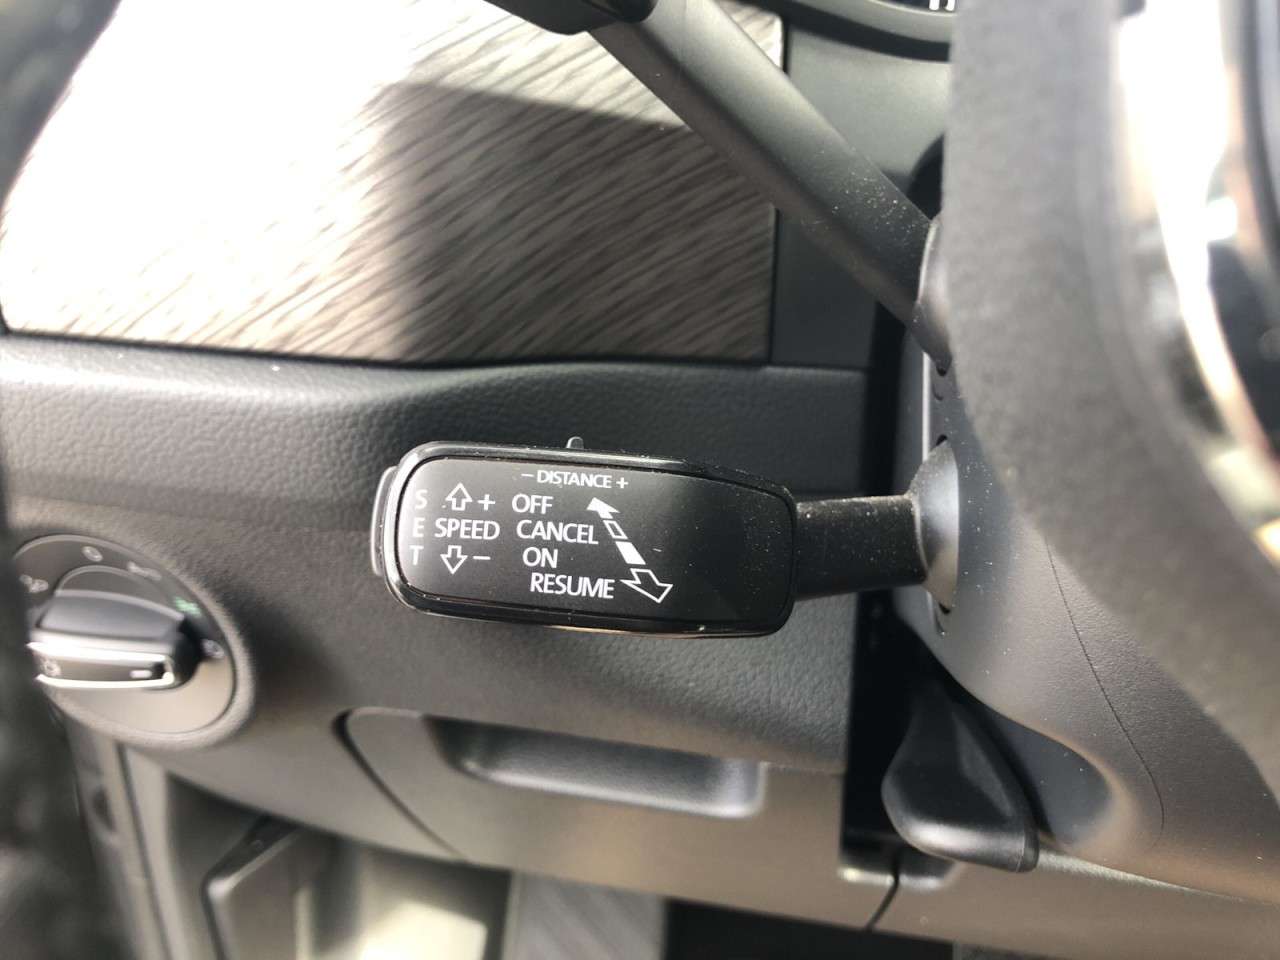 − DISTANCE +
S + OFF
E SPEED CANCEL
T − ON
RESUME